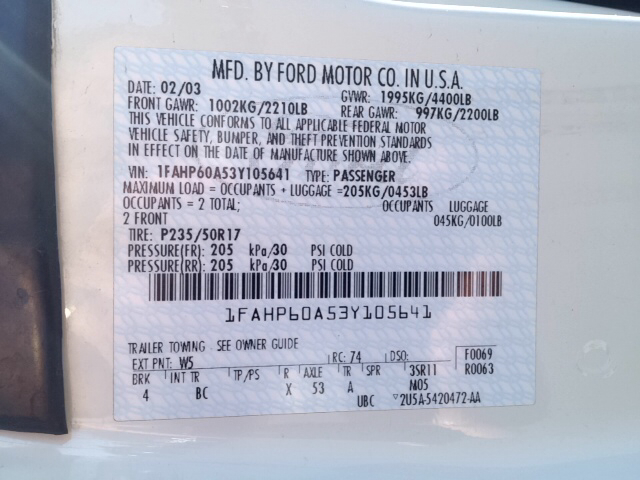 MFD. BY FORD MOTOR CO. IN U.S.A.
DATE: 02/03 GVWR: 1995KG/4400LB
FRONT GAWR: 1002KG/2210LB REAR GAWR: 997KG/2200LB
THIS VEHICLE CONFORMS TO ALL APPLICABLE FEDERAL MOTOR
VEHICLE SAFETY, BUMPER, AND THEFT PREVENTION STANDARDS
IN EFFECT ON THE DATE OF MANUFACTURE SHOWN ABOVE.
VIN: 1FAHP60A53Y105641 TYPE: PASSENGER
MAXIMUM LOAD = OCCUPANTS + LUGGAGE =205KG/0453LB
OCCUPANTS = 2 TOTAL: OCCUPANTS LUGGAGE
2 FRONT 045KG/0100LB
TIRE: P235/50R17
PRESSURE(FR): 205 kPa/30 PSI COLD
PRESSURE(RR): 205 kPa/30 PSI COLD
1FAHP60A53Y105641
TRAILER TOWING - SEE OWNER GUIDE
EXT PNT: W5 RC: 74 DSO: F0069
BRK INT TR TP/PS R AXLE TR SPR 3SR11 R0063
4 BC X 53 A M05
UBC ▽2U5A-5420472-AA